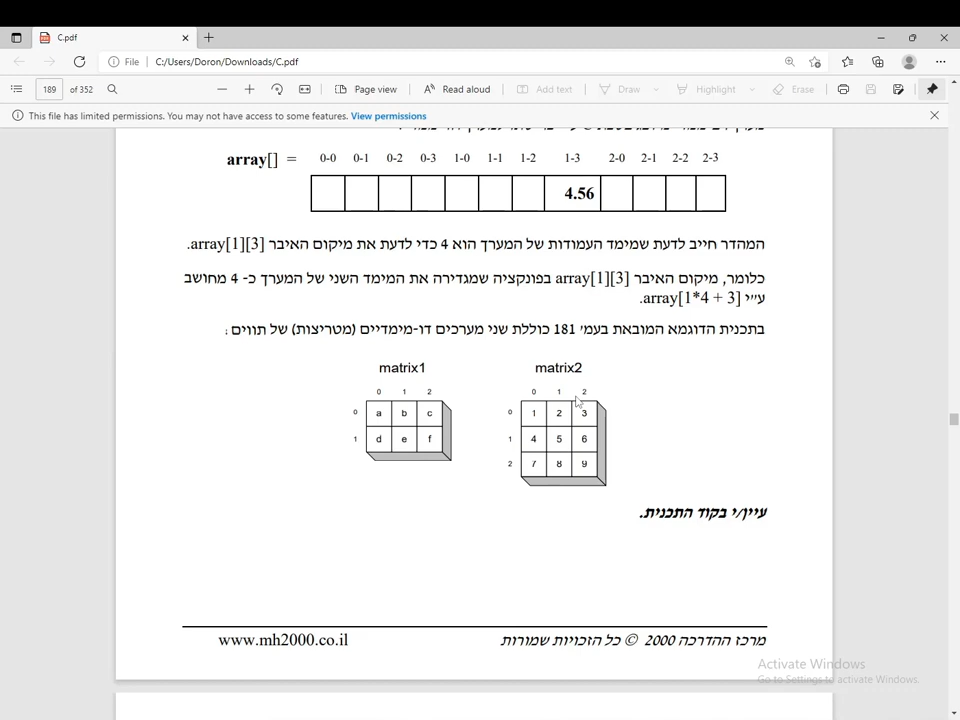 C.pdf
File C:/Users/Doron/Downloads/C.pdf
189 of 352 Page view Read aloud Add text Draw Highlight Erase
This file has limited permissions. You may not have access to some features. View permissions
array[] = 0-0 0-1 0-2 0-3 1-0 1-1 1-2 1-3 2-0 2-1 2-2 2-3
4.56
המהדר חייב לדעת שמימד העמודות של המערך הוא 4 כדי לדעת את מיקום האיבר array[1][3].
כלומר, מיקום האיבר array[1][3] בפונקציה שמגדירה את המימד השני של המערך כ- 4 מחושב
ע״י array[1*4 + 3].
בתכנית הדוגמא המובאת בעמ׳ 181 כוללת שני מערכים דו-מימדיים (מטריצות) של תווים :
matrix1 matrix2
0 1 2 0 1 2
0 a b c 0 1 2 3
1 d e f 1 4 5 6
2 7 8 9
עיין/י בקוד התכנית.
www.mh2000.co.il מרכז ההדרכה 2000 © כל הזכויות שמורות
Activate Windows
Go to Settings to activate Windows.